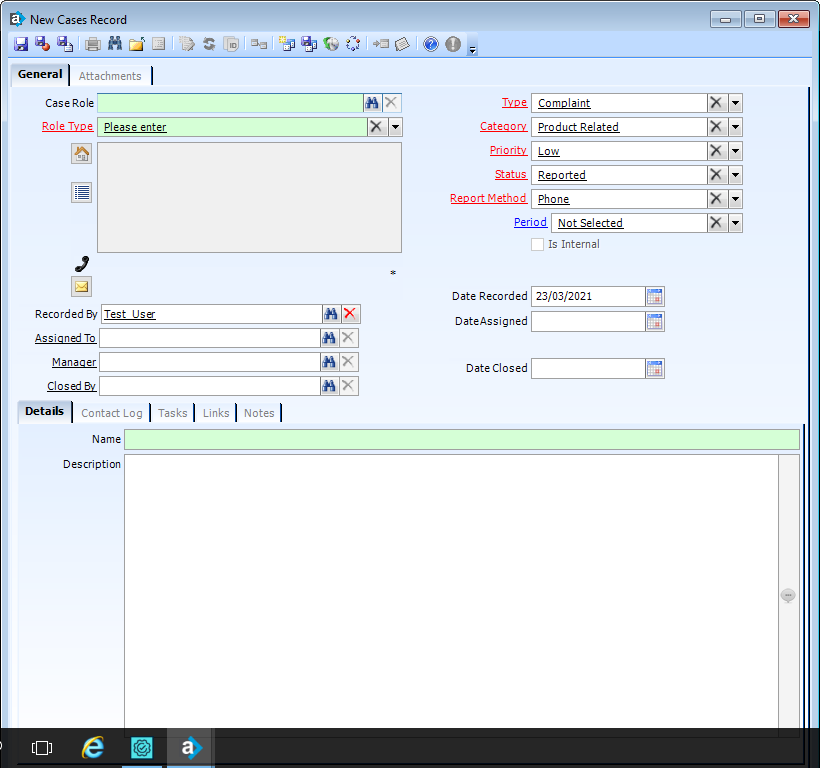 New Cases Record
General Attachments
Case Role
Role Type Please enter
*
Recorded By Test_User
Assigned To
Manager
Closed By
Type Complaint
Category Product Related
Priority Low
Status Reported
Report Method Phone
Period Not Selected
Is Internal
Date Recorded 23/03/2021
DateAssigned
Date Closed
Details Contact Log Tasks Links Notes
Name
Description